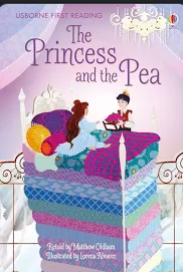 USBORNE FIRST READING
The
Princess
and the Pea
Retold by Matthew Oldham
Illustrated by Lorena Alvarez